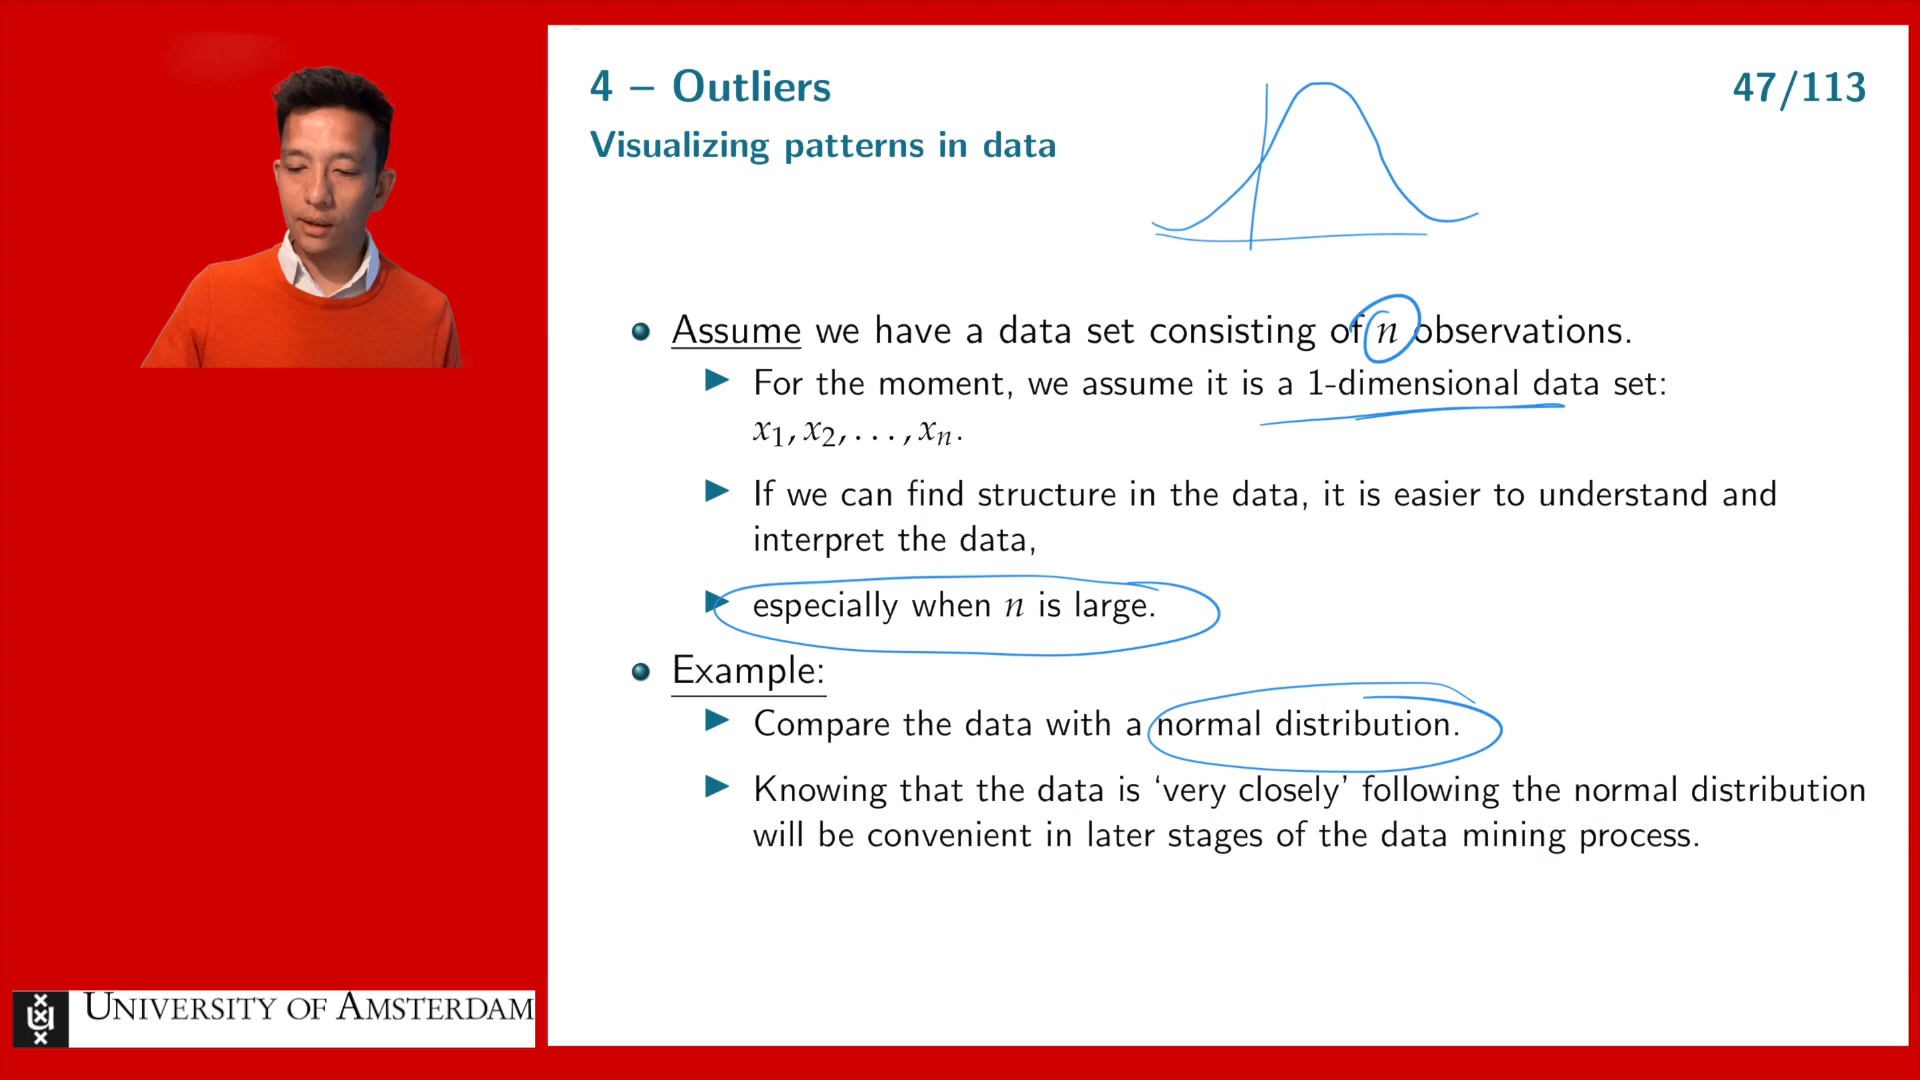 4 – Outliers
47/113
Visualizing patterns in data
Assume we have a data set consisting of n observations.
For the moment, we assume it is a 1-dimensional data set:
x₁, x₂, . . . , xₙ.
If we can find structure in the data, it is easier to understand and
interpret the data,
especially when n is large.
Example:
Compare the data with a normal distribution.
Knowing that the data is ‘very closely’ following the normal distribution
will be convenient in later stages of the data mining process.
UNIVERSITY OF AMSTERDAM